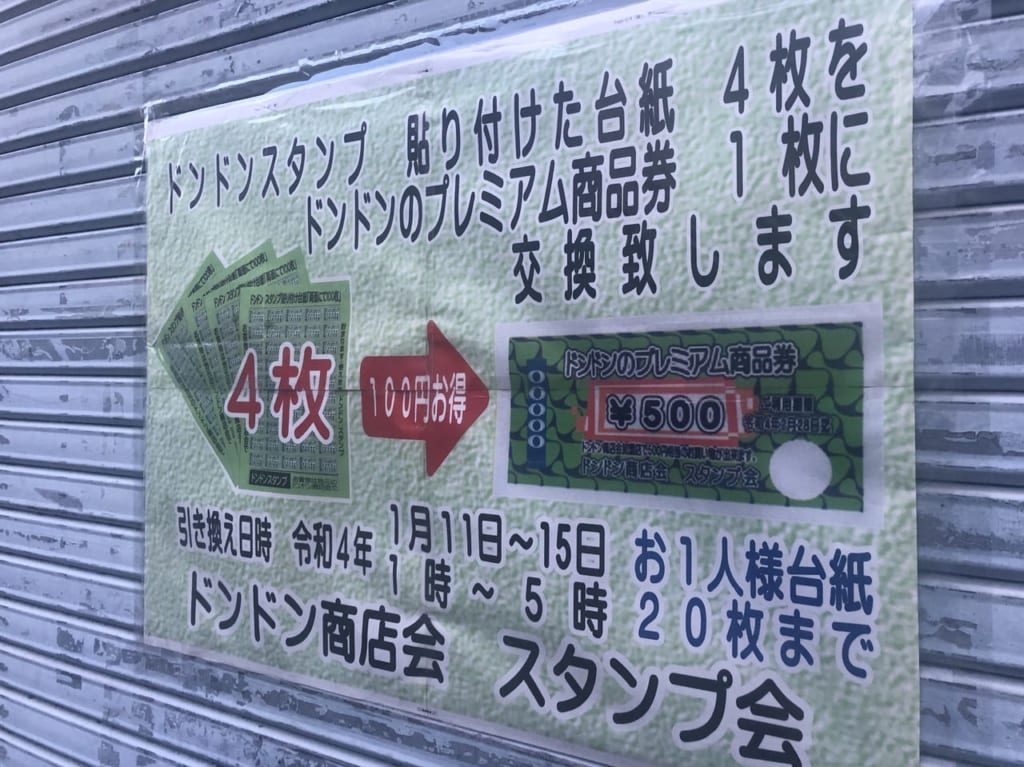 ドンドンスタンプ 貼り付けた台紙 4枚を
ドンドンのプレミアム商品券 1枚に
交換致します
4枚
ドンドンスタンプ
100円お得
ドンドンのプレミアム商品券
00000
¥500
ドンドン商店会 スタンプ会
引き換え日時 令和4年 1月11日~15日
1時~5時
お1人様台紙
20枚まで
ドンドン商店会 スタンプ会